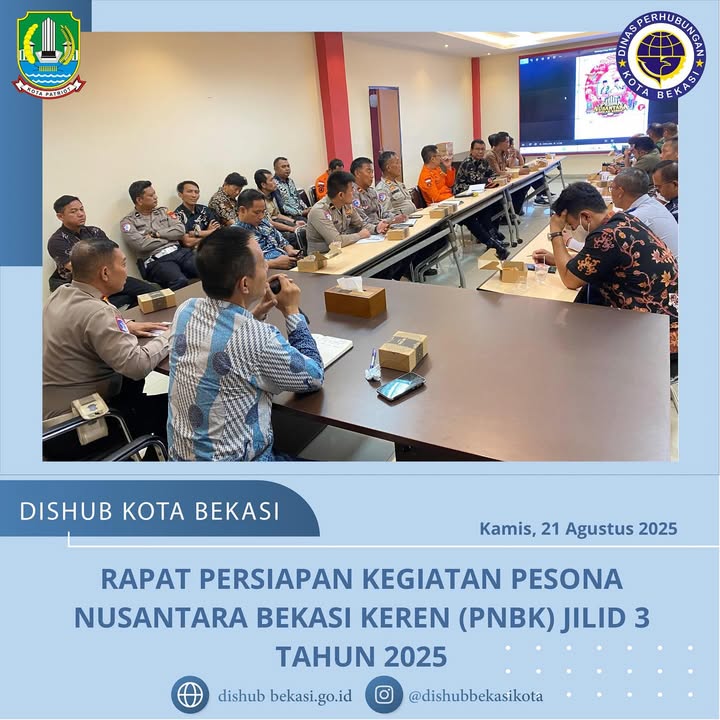 KOTA PATRIOT
DINAS PERHUBUNGAN
KOTA BEKASI
NUSANTARA
DISHUB KOTA BEKASI
Kamis, 21 Agustus 2025
RAPAT PERSIAPAN KEGIATAN PESONA
NUSANTARA BEKASI KEREN (PNBK) JILID 3
TAHUN 2025
dishub bekasi.go.id
@dishubbekasikota